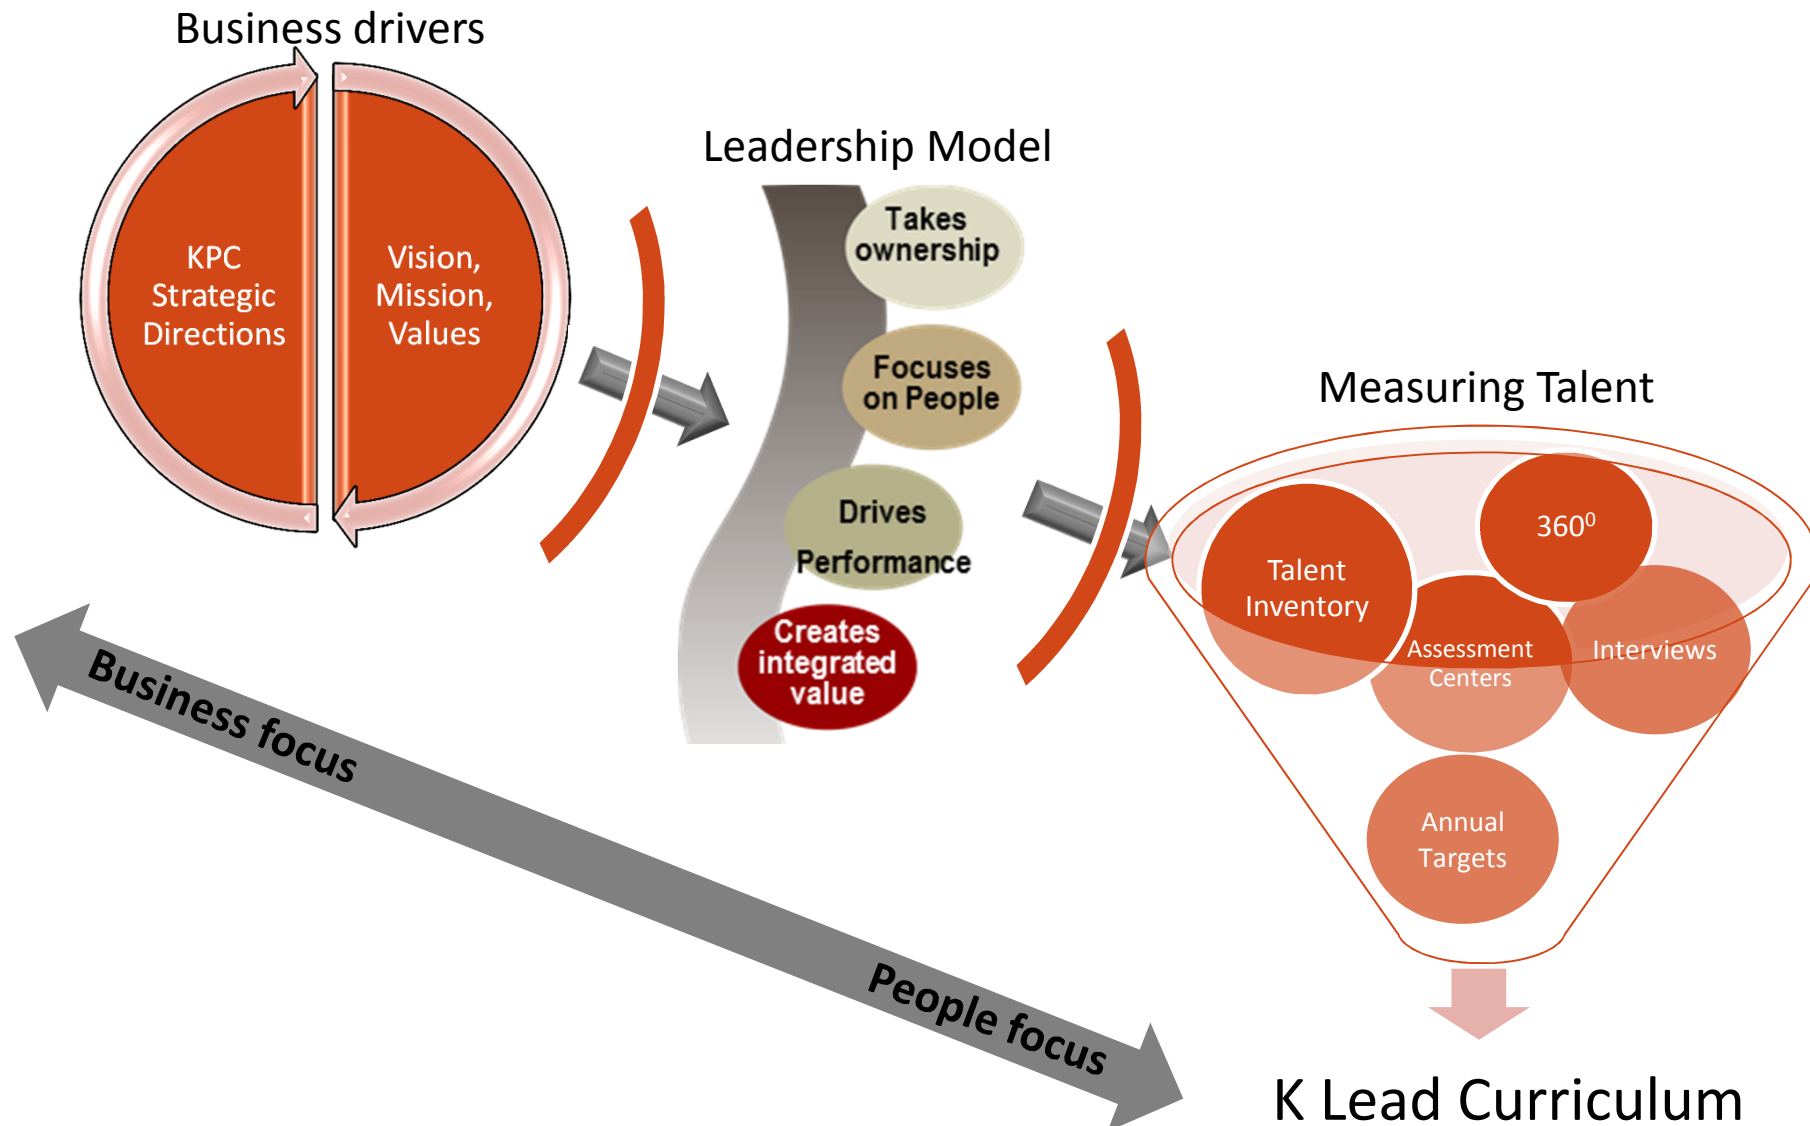 Business drivers
KPC
Strategic
Directions
Vision,
Mission,
Values
Leadership Model
Takes
ownership
Focuses
on People
Drives
Performance
Creates
integrated
value
Measuring Talent
Talent
Inventory
360⁰
Assessment
Centers
Interviews
Annual
Targets
Business focus
People focus
K Lead Curriculum